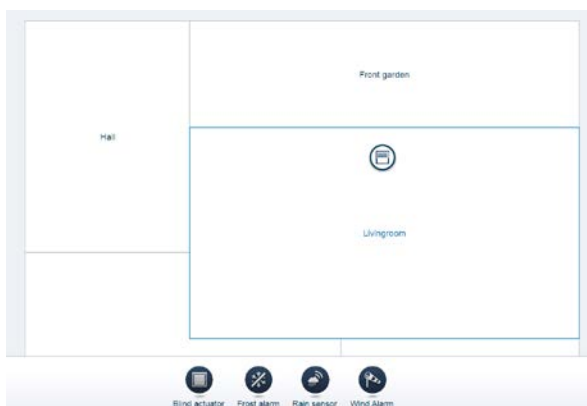 Front garden
Hall
Livingroom
Blind actuator Frost alarm Rain sensor Wind Alarm